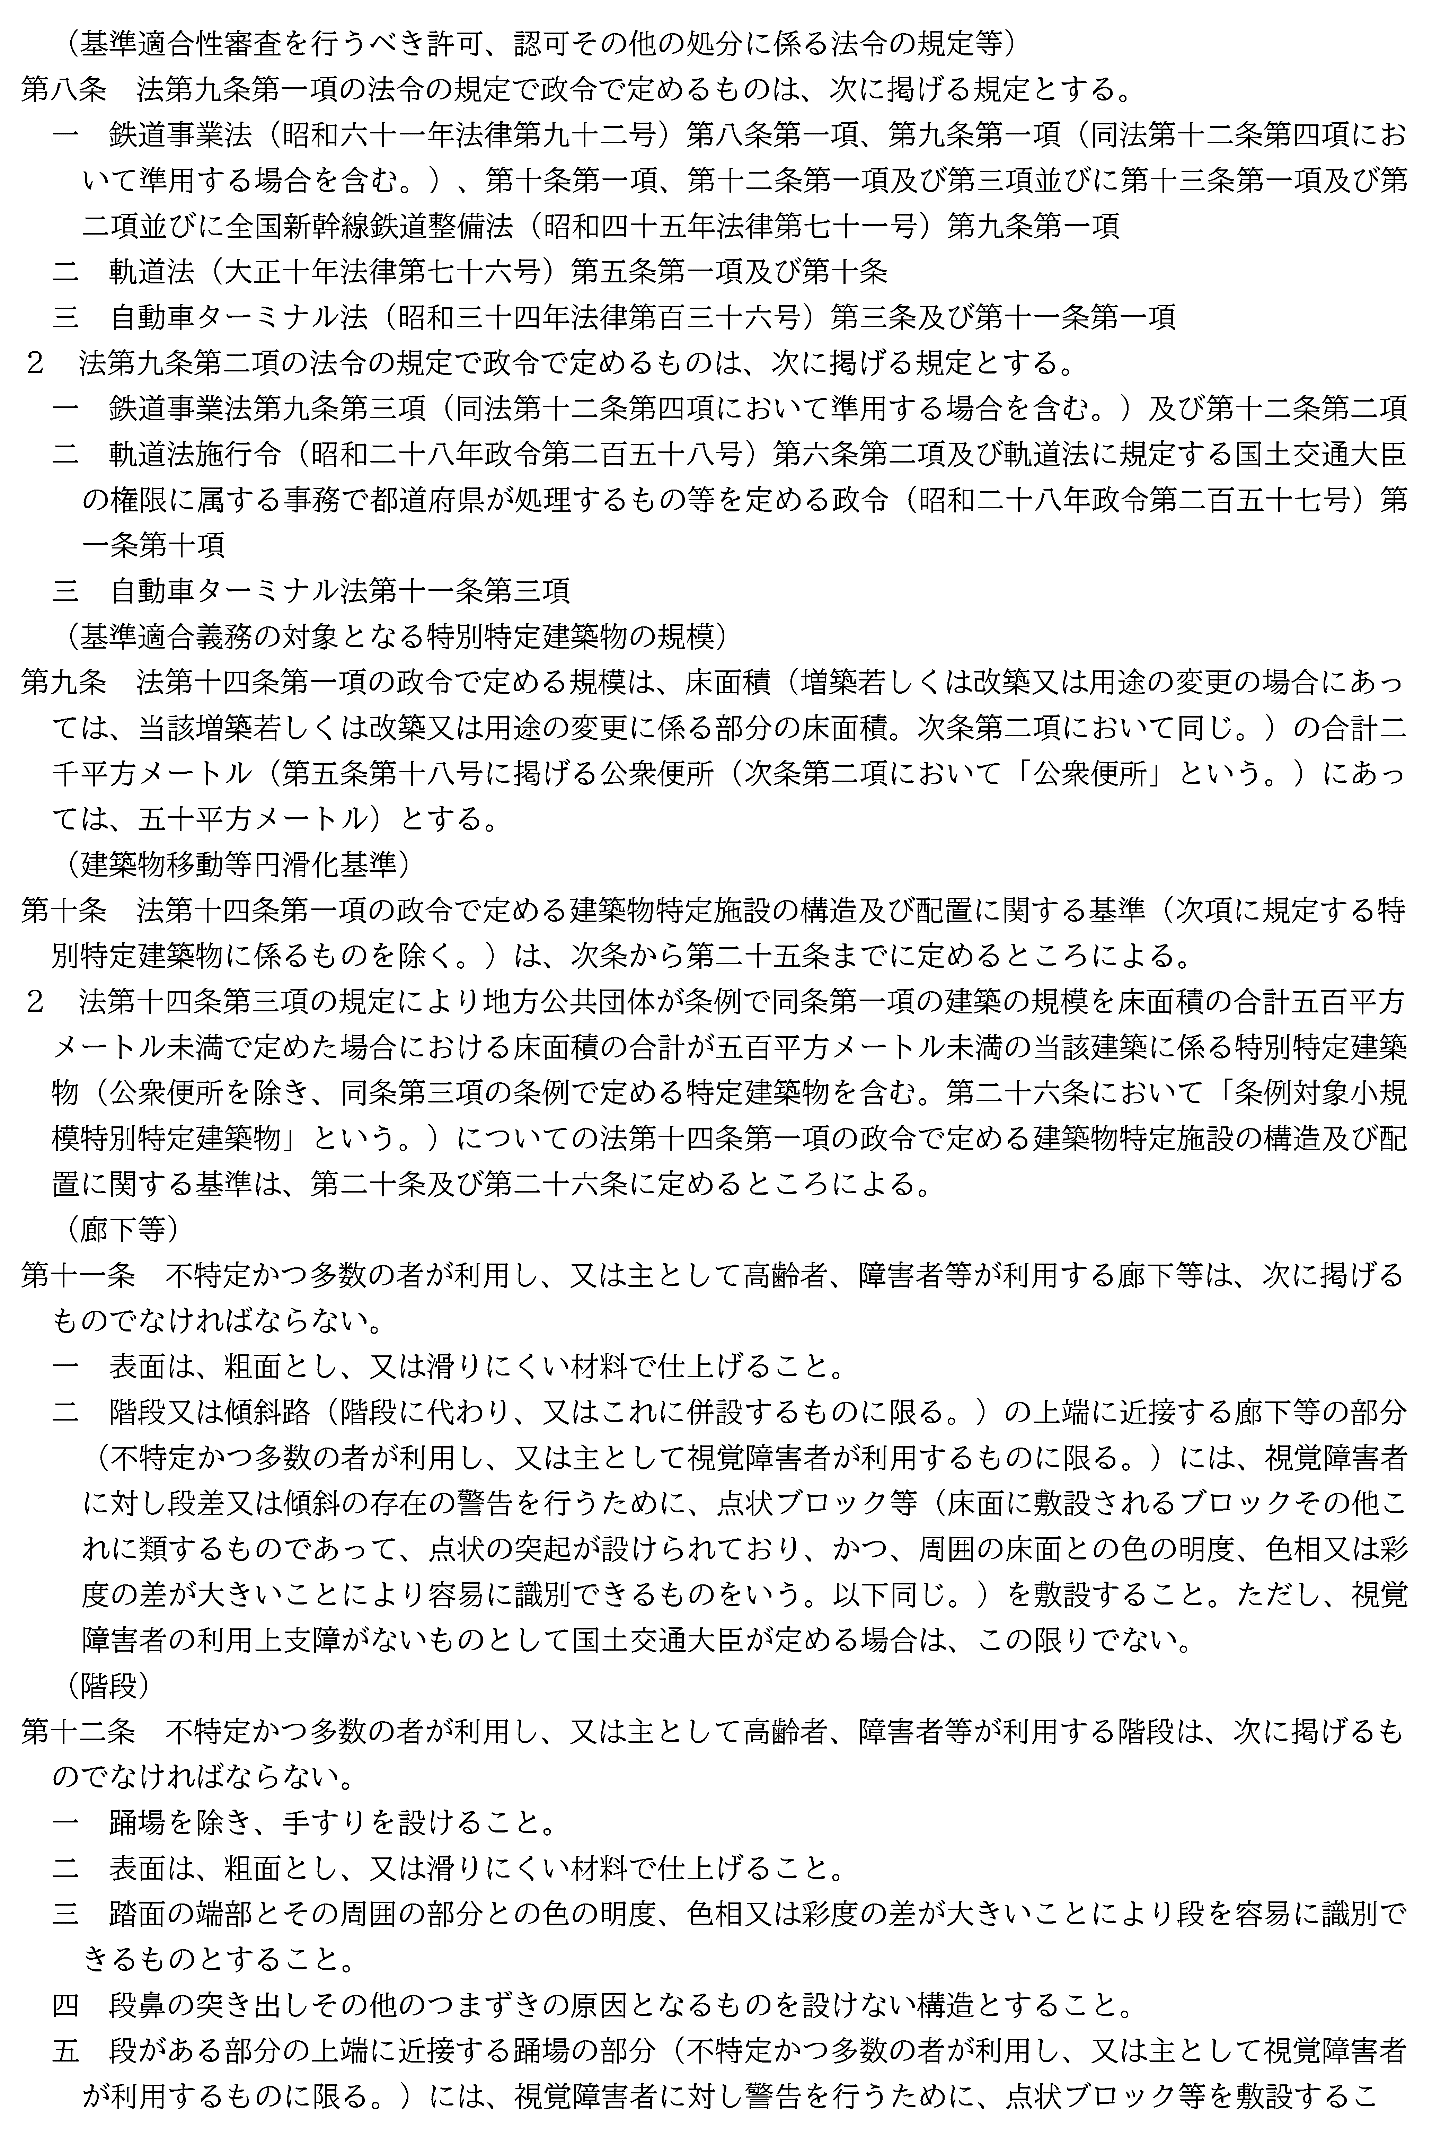 （基準適合性審査を行うべき許可、認可その他の処分に係る法令の規定等）
第八条　法第九条第一項の法令の規定で政令で定めるものは、次に掲げる規定とする。
一　鉄道事業法（昭和六十一年法律第九十二号）第八条第一項、第九条第一項（同法第十二条第四項にお
いて準用する場合を含む。）、第十条第一項、第十二条第一項及び第三項並びに第十三条第一項及び第
二項並びに全国新幹線鉄道整備法（昭和四十五年法律第七十一号）第九条第一項
二　軌道法（大正十年法律第七十六号）第五条第一項及び第十条
三　自動車ターミナル法（昭和三十四年法律第百三十六号）第三条及び第十一条第一項
２　法第九条第二項の法令の規定で政令で定めるものは、次に掲げる規定とする。
一　鉄道事業法第九条第三項（同法第十二条第四項において準用する場合を含む。）及び第十二条第二項
二　軌道法施行令（昭和二十八年政令第二百五十八号）第六条第二項及び軌道法に規定する国土交通大臣
の権限に属する事務で都道府県が処理するもの等を定める政令（昭和二十八年政令第二百五十七号）第
一条第十項
三　自動車ターミナル法第十一条第三項
（基準適合義務の対象となる特別特定建築物の規模）
第九条　法第十四条第一項の政令で定める規模は、床面積（増築若しくは改築又は用途の変更の場合にあっ
ては、当該増築若しくは改築又は用途の変更に係る部分の床面積。次条第二項において同じ。）の合計二
千平方メートル（第五条第十八号に掲げる公衆便所（次条第二項において「公衆便所」という。）にあっ
ては、五十平方メートル）とする。
（建築物移動等円滑化基準）
第十条　法第十四条第一項の政令で定める建築物特定施設の構造及び配置に関する基準（次項に規定する特
別特定建築物に係るものを除く。）は、次条から第二十五条までに定めるところによる。
２　法第十四条第三項の規定により地方公共団体が条例で同条第一項の建築の規模を床面積の合計五百平方
メートル未満で定めた場合における床面積の合計が五百平方メートル未満の当該建築に係る特別特定建築
物（公衆便所を除き、同条第三項の条例で定める特定建築物を含む。第二十六条において「条例対象小規
模特別特定建築物」という。）についての法第十四条第一項の政令で定める建築物特定施設の構造及び配
置に関する基準は、第二十条及び第二十六条に定めるところによる。
（廊下等）
第十一条　不特定かつ多数の者が利用し、又は主として高齢者、障害者等が利用する廊下等は、次に掲げる
ものでなければならない。
一　表面は、粗面とし、又は滑りにくい材料で仕上げること。
二　階段又は傾斜路（階段に代わり、又はこれに併設するものに限る。）の上端に近接する廊下等の部分
（不特定かつ多数の者が利用し、又は主として視覚障害者が利用するものに限る。）には、視覚障害者
に対し段差又は傾斜の存在の警告を行うために、点状ブロック等（床面に敷設されるブロックその他こ
れに類するものであって、点状の突起が設けられており、かつ、周囲の床面との色の明度、色相又は彩
度の差が大きいことにより容易に識別できるものをいう。以下同じ。）を敷設すること。ただし、視覚
障害者の利用上支障がないものとして国土交通大臣が定める場合は、この限りでない。
（階段）
第十二条　不特定かつ多数の者が利用し、又は主として高齢者、障害者等が利用する階段は、次に掲げるも
のでなければならない。
一　踊場を除き、手すりを設けること。
二　表面は、粗面とし、又は滑りにくい材料で仕上げること。
三　踏面の端部とその周囲の部分との色の明度、色相又は彩度の差が大きいことにより段を容易に識別で
きるものとすること。
四　段鼻の突き出しその他のつまずきの原因となるものを設けない構造とすること。
五　段がある部分の上端に近接する踊場の部分（不特定かつ多数の者が利用し、又は主として視覚障害者
が利用するものに限る。）には、視覚障害者に対し警告を行うために、点状ブロック等を敷設するこ